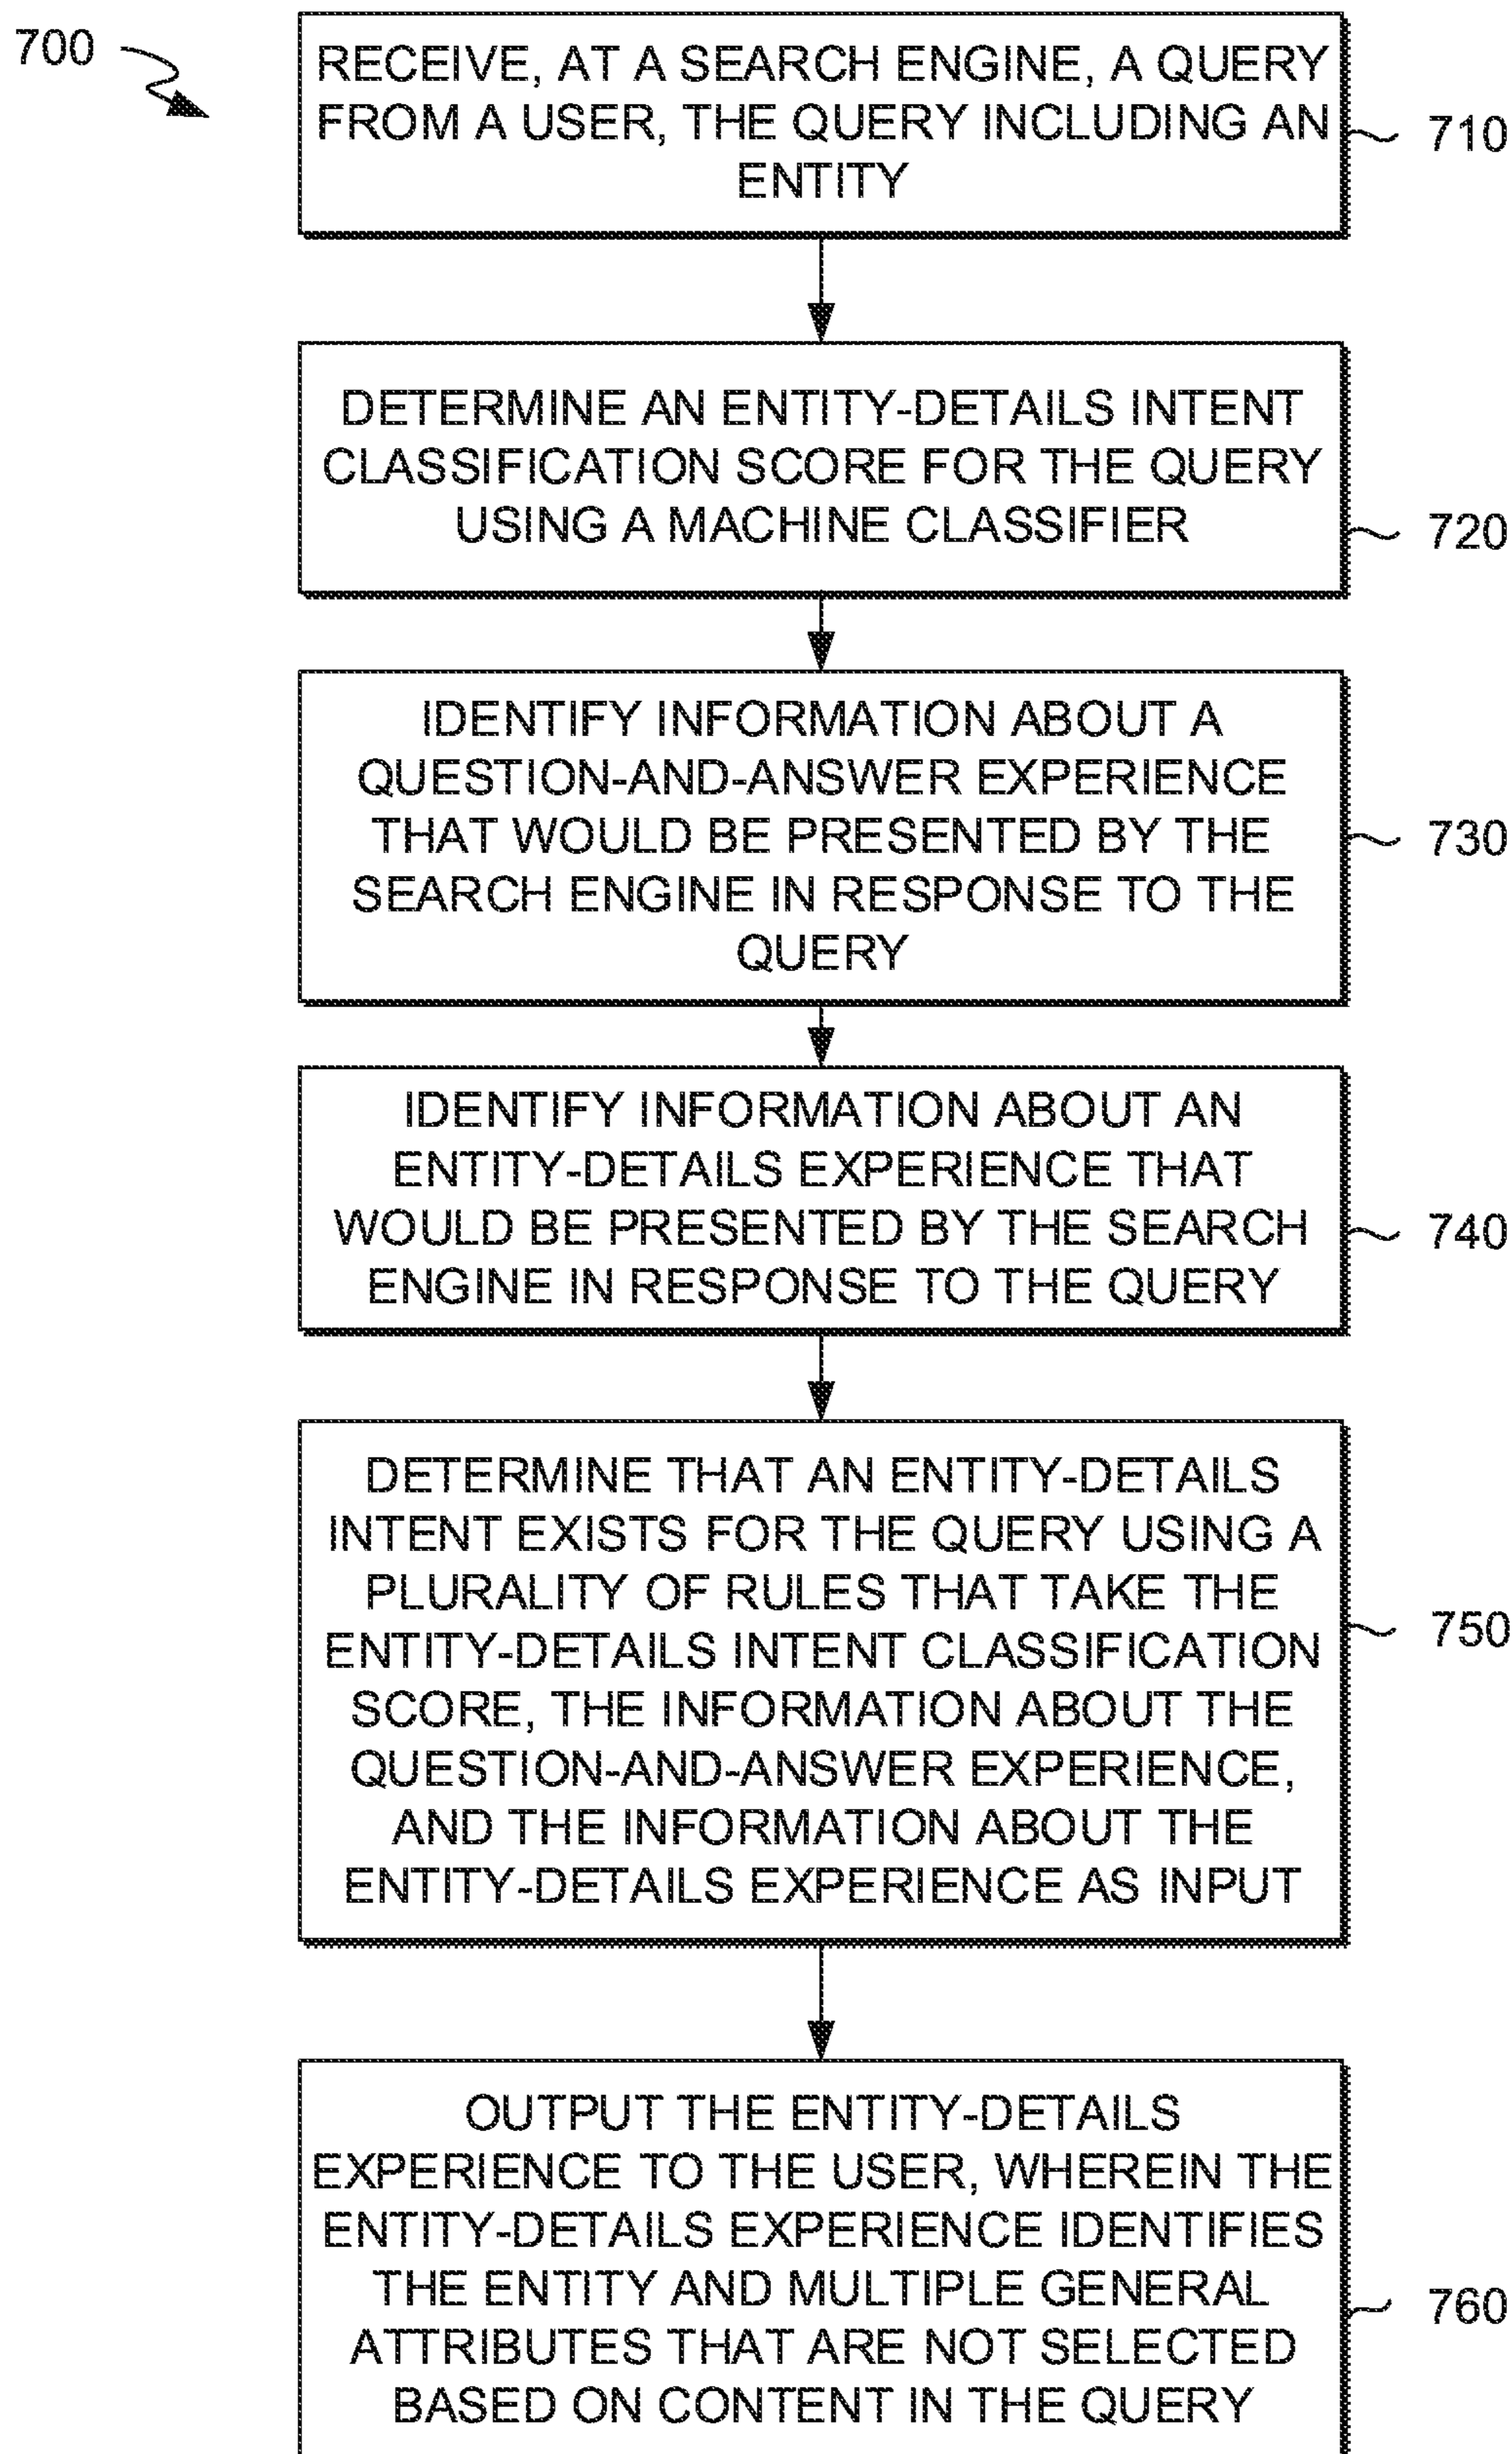 700
RECEIVE, AT A SEARCH ENGINE, A QUERY
FROM A USER, THE QUERY INCLUDING AN
ENTITY
710
DETERMINE AN ENTITY-DETAILS INTENT
CLASSIFICATION SCORE FOR THE QUERY
USING A MACHINE CLASSIFIER
720
IDENTIFY INFORMATION ABOUT A
QUESTION-AND-ANSWER EXPERIENCE
THAT WOULD BE PRESENTED BY THE
SEARCH ENGINE IN RESPONSE TO THE
QUERY
730
IDENTIFY INFORMATION ABOUT AN
ENTITY-DETAILS EXPERIENCE THAT
WOULD BE PRESENTED BY THE SEARCH
ENGINE IN RESPONSE TO THE QUERY
740
DETERMINE THAT AN ENTITY-DETAILS
INTENT EXISTS FOR THE QUERY USING A
PLURALITY OF RULES THAT TAKE THE
ENTITY-DETAILS INTENT CLASSIFICATION
SCORE, THE INFORMATION ABOUT THE
QUESTION-AND-ANSWER EXPERIENCE,
AND THE INFORMATION ABOUT THE
ENTITY-DETAILS EXPERIENCE AS INPUT
750
OUTPUT THE ENTITY-DETAILS
EXPERIENCE TO THE USER, WHEREIN THE
ENTITY-DETAILS EXPERIENCE IDENTIFIES
THE ENTITY AND MULTIPLE GENERAL
ATTRIBUTES THAT ARE NOT SELECTED
BASED ON CONTENT IN THE QUERY
760